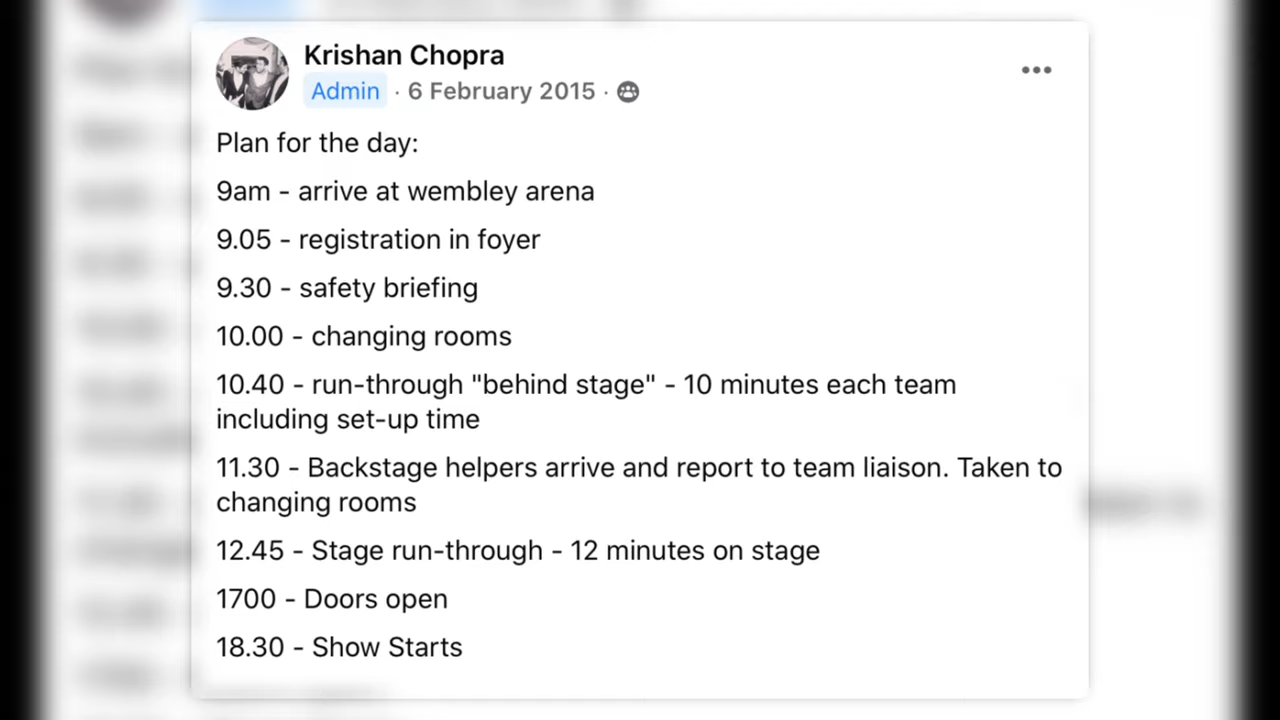 Krishan Chopra
Admin · 6 February 2015 ·
Plan for the day:
9am - arrive at wembley arena
9.05 - registration in foyer
9.30 - safety briefing
10.00 - changing rooms
10.40 - run-through "behind stage" - 10 minutes each team
including set-up time
11.30 - Backstage helpers arrive and report to team liaison. Taken to
changing rooms
12.45 - Stage run-through - 12 minutes on stage
1700 - Doors open
18.30 - Show Starts